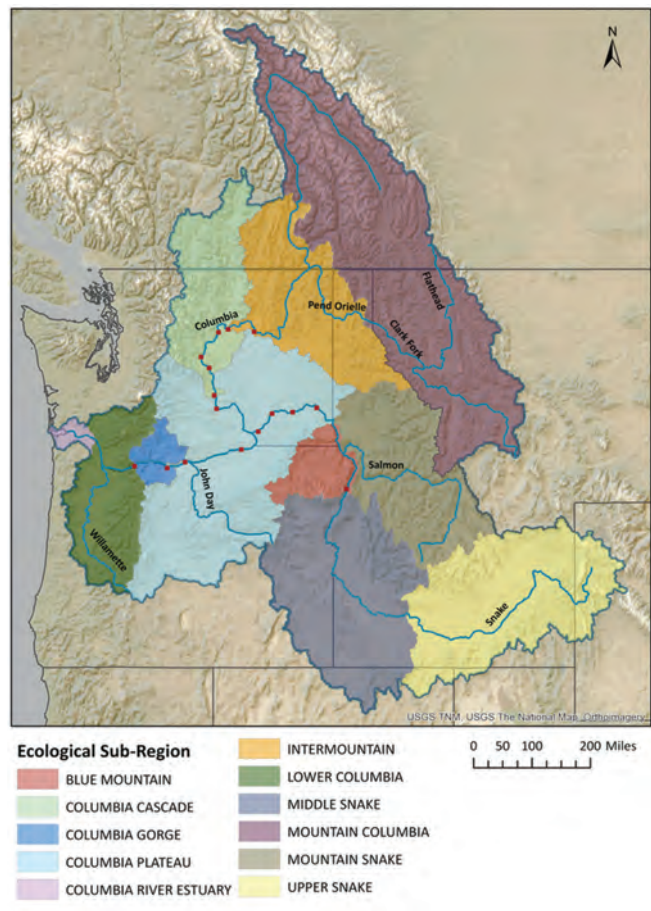 N
Columbia
Pend Orielle
Flathead
Clark Fork
Salmon
John Day
Willamette
Snake
USGS TNM, USGS The National Map: Orthoimagery
Ecological Sub-Region
BLUE MOUNTAIN
COLUMBIA CASCADE
COLUMBIA GORGE
COLUMBIA PLATEAU
COLUMBIA RIVER ESTUARY
INTERMOUNTAIN
LOWER COLUMBIA
MIDDLE SNAKE
MOUNTAIN COLUMBIA
MOUNTAIN SNAKE
UPPER SNAKE
0 50 100 200 Miles